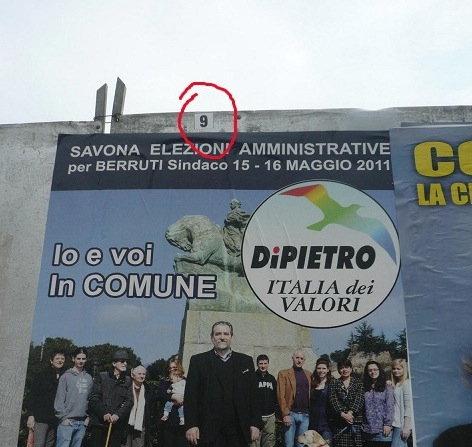 9
SAVONA ELEZIONI AMMINISTRATIVE
per BERRUTI Sindaco 15 - 16 MAGGIO 2011
Io e voi
In COMUNE
DiPIETRO
ITALIA dei
VALORI
CO
LA C